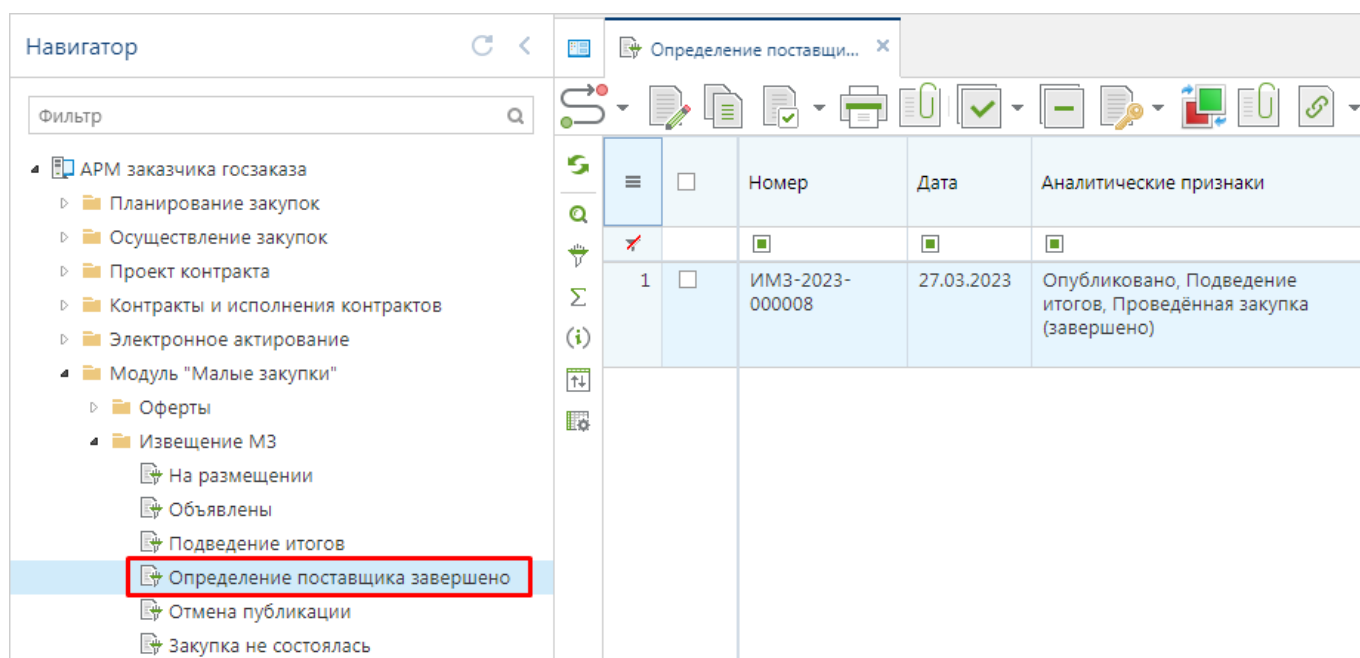 Навигатор
Определение поставщи...
Фильтр
АРМ заказчика госзаказа
Планирование закупок
Осуществление закупок
Проект контракта
Контракты и исполнения контрактов
Электронное актирование
Модуль "Малые закупки"
Оферты
Извещение МЗ
На размещении
Объявлены
Подведение итогов
Определение поставщика завершено
Отмена публикации
Закупка не состоялась
Номер
Дата
Аналитические признаки
1
ИМЗ-2023-
000008
27.03.2023
Опубликовано, Подведение
итогов, Проведённая закупка
(завершено)